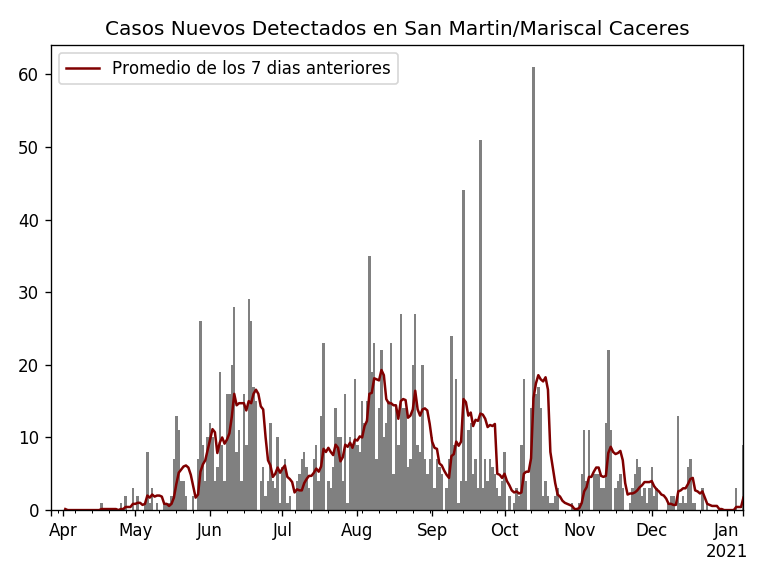 Casos Nuevos Detectados en San Martin/Mariscal Caceres
Promedio de los 7 dias anteriores
60
50
40
30
20
10
0
Apr May Jun Jul Aug Sep Oct Nov Dec Jan
2021